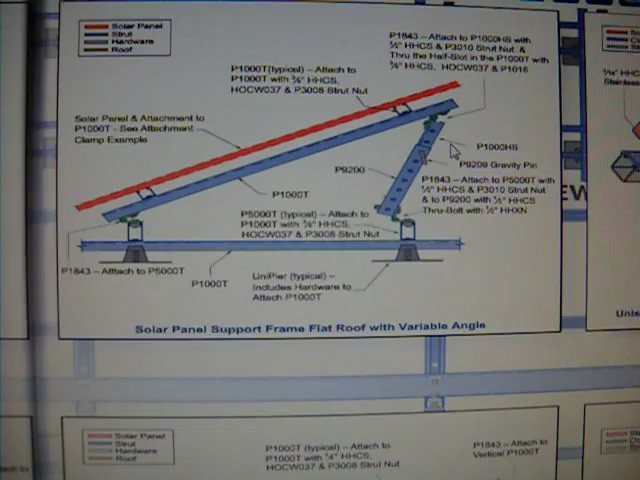 Solar Panel
Strut
Hardware
Roof
P1000T(typical) – Attach to
P1000T with ⅜" HHCS,
HOCW037 & P3008 Strut Nut
P1843 – Attach to P1000HS with
½" HHCS & P3010 Strut Nut &
Thru the Half-Slot in the P1000T with
⅜" HHCS, HOCW037 & P1016
Solar Panel & Attachment to
P1000T - See Attachment
Clamp Example
P1000HS
P9209 Gravity Pin
P9200
P1000T
P1843 – Attach to P5000T with
½" HHCS & P3010 Strut Nut
& to P9200 with ½" HHCS
Thru-Bolt with ½" HHXN
P5000T (typical) – Attach to
P1000T with ⅜" HHCS,
HOCW037 & P3008 Strut Nut
P1843 – Atttach to P5000T
P1000T
UniPier (typical) –
Includes Hardware to
Attach P1000T
Solar Panel Support Frame Flat Roof with Variable Angle
EW
Unis
Solar Panel
Strut
Hardware
Roof
P1000T (typical) – Attach to
P1000T with HHCS,
HOCW037 & P3008 Strut Nut
P1843 – Attach to
Vertical P1000T